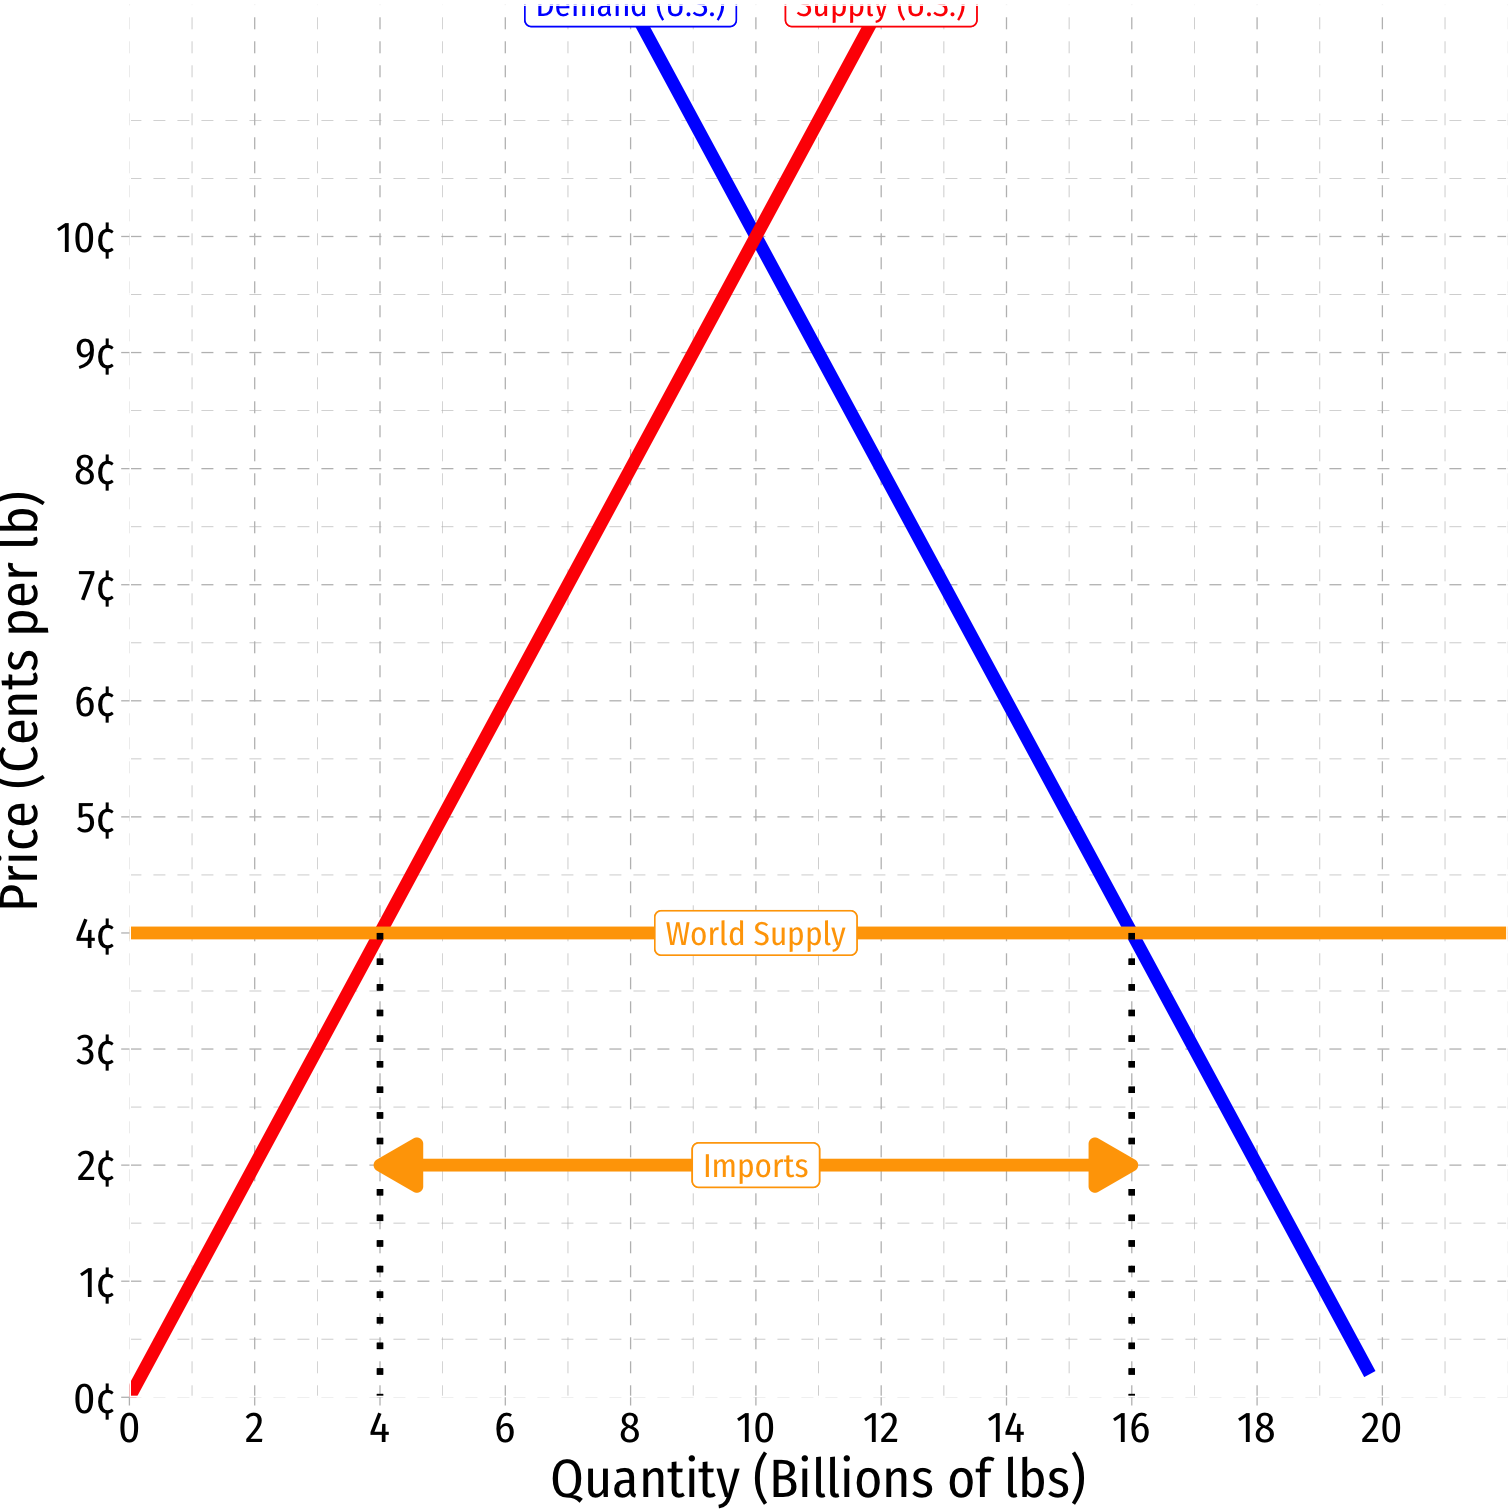 Demand (U.S.)
Supply (U.S.)
10¢
9¢
8¢
7¢
6¢
5¢
4¢
3¢
2¢
1¢
0¢
Price (Cents per lb)
World Supply
Imports
0 2 4 6 8 10 12 14 16 18 20
Quantity (Billions of lbs)